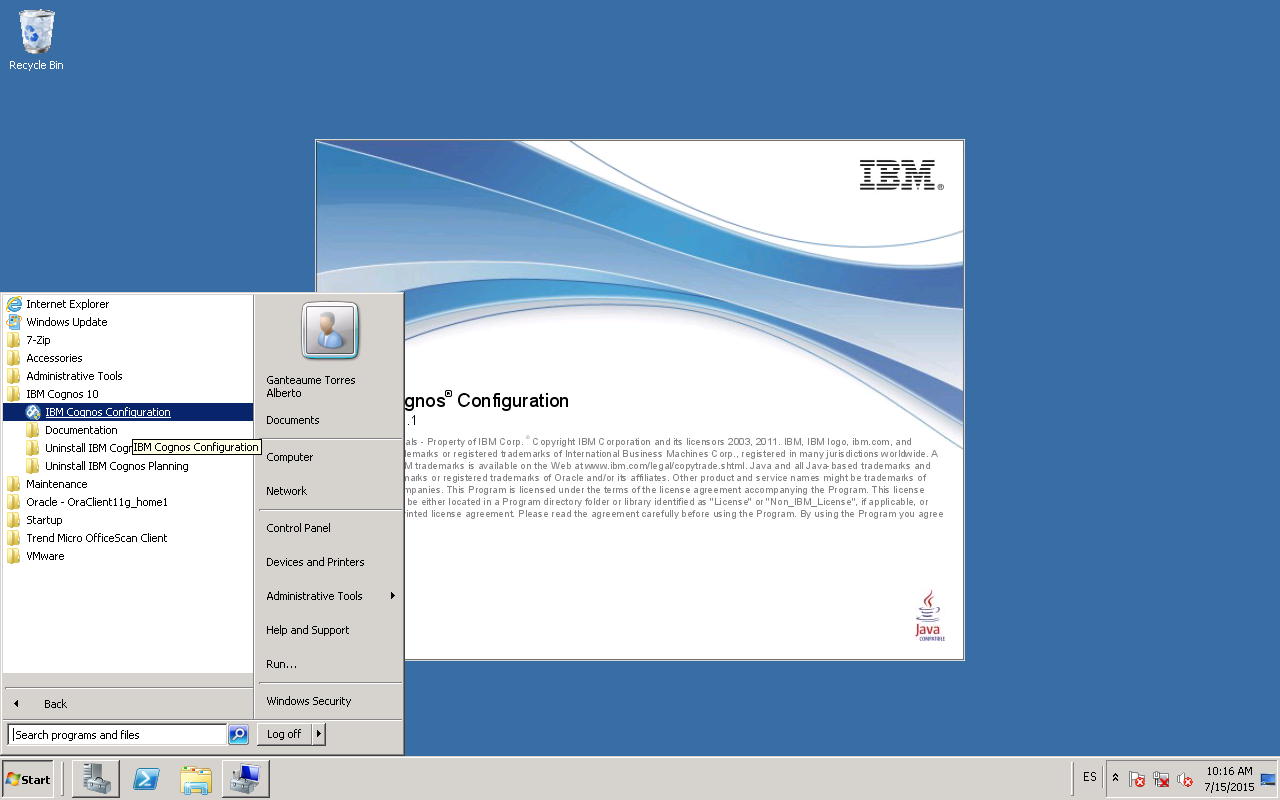 Recycle Bin
IBM®
gnos® Configuration
.1
als - Property of IBM Corp. © Copyright IBM Corporation and its licensors 2003, 2011. IBM, IBM logo, ibm.com, and
emarks or registered trademarks of International Business Machines Corp., registered in many jurisdictions worldwide. A
M trademarks is available on the Web at www.ibm.com/legal/copytrade.shtml. Java and all Java-based trademarks and
narks or registered trademarks of Oracle and/or its affiliates. Other product and service names might be trademarks of
mpanies. This Program is licensed under the terms of the license agreement accompanying the Program. This license
be either located in a Program directory folder or library identified as "License" or "Non_IBM_License", if applicable, or
rinted license agreement. Please read the agreement carefully before using the Program. By using the Program you agree
Java
COMPATIBLE
Internet Explorer
Windows Update
7-Zip
Accessories
Administrative Tools
IBM Cognos 10
IBM Cognos Configuration
Documentation
Uninstall IBM Cogn
IBM Cognos Configuration
Uninstall IBM Cognos Planning
Maintenance
Oracle - OraClient11g_home1
Startup
Trend Micro OfficeScan Client
VMware
Back
Search programs and files
Ganteaume Torres
Alberto
Documents
Computer
Network
Control Panel
Devices and Printers
Administrative Tools
Help and Support
Run...
Windows Security
Log off
Start
ES
10:16 AM
7/15/2015